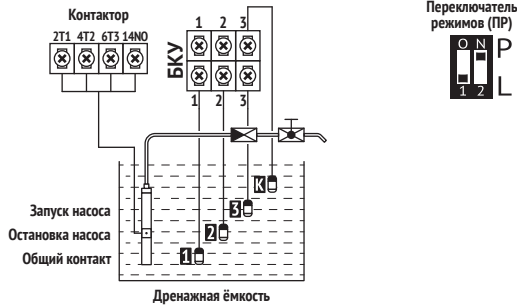 Контактор
2T1 4T2 6T3 14NO
БКУ
1 2 3
1 2 3
Переключатель
режимов (ПР)
O N
1 2
P
L
К
3
2
1
Запуск насоса
Остановка насоса
Общий контакт
Дренажная ёмкость